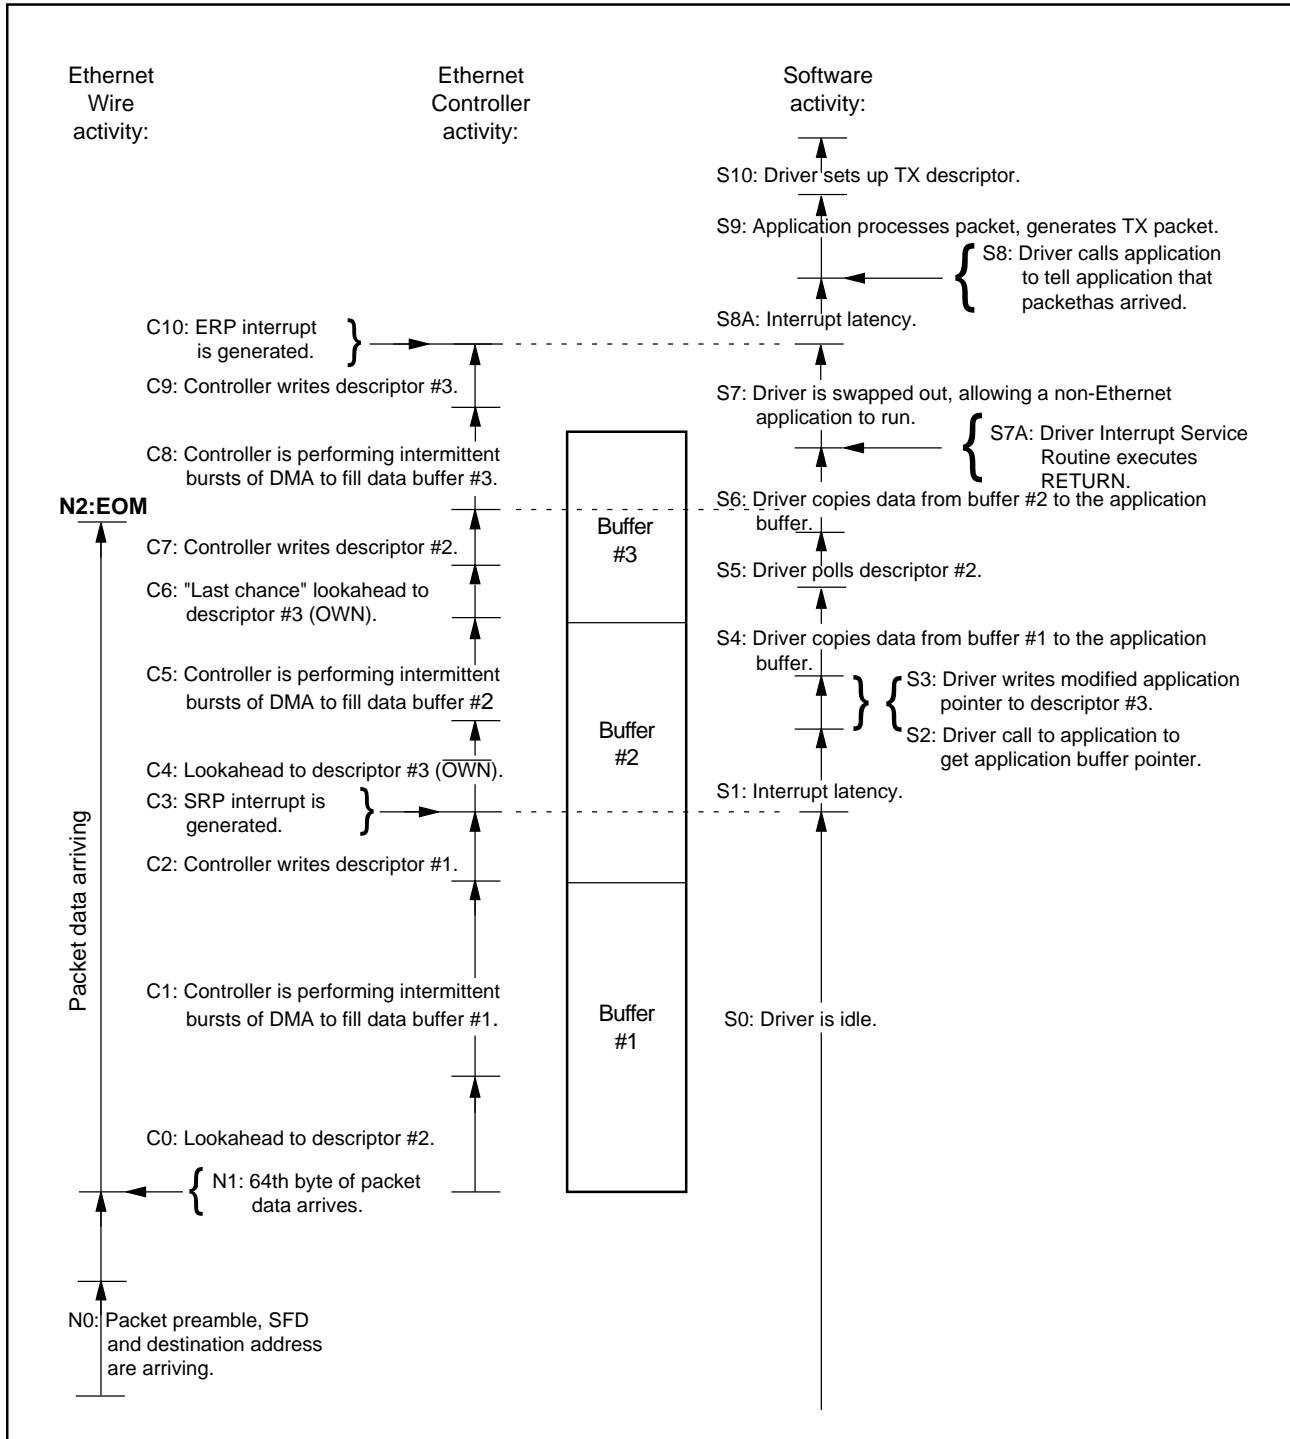 Ethernet
Wire
activity:
Ethernet
Controller
activity:
Software
activity:
S10: Driver sets up TX descriptor.
S9: Application processes packet, generates TX packet.
S8: Driver calls application
to tell application that
packethas arrived.
S8A: Interrupt latency.
C10: ERP interrupt
is generated.
C9: Controller writes descriptor #3.
S7: Driver is swapped out, allowing a non-Ethernet
application to run.
S7A: Driver Interrupt Service
Routine executes
RETURN.
C8: Controller is performing intermittent
bursts of DMA to fill data buffer #3.
S6: Driver copies data from buffer #2 to the application
buffer.
N2:EOM
Buffer
#3
C7: Controller writes descriptor #2.
S5: Driver polls descriptor #2.
C6: "Last chance" lookahead to
descriptor #3 (OWN).
S4: Driver copies data from buffer #1 to the application
buffer.
C5: Controller is performing intermittent
bursts of DMA to fill data buffer #2
S3: Driver writes modified application
pointer to descriptor #3.
S2: Driver call to application to
get application buffer pointer.
Buffer
#2
C4: Lookahead to descriptor #3 (O̅W̅N̅).
S1: Interrupt latency.
C3: SRP interrupt is
generated.
C2: Controller writes descriptor #1.
Packet data arriving
C1: Controller is performing intermittent
bursts of DMA to fill data buffer #1.
Buffer
#1
S0: Driver is idle.
C0: Lookahead to descriptor #2.
N1: 64th byte of packet
data arrives.
N0: Packet preamble, SFD
and destination address
are arriving.